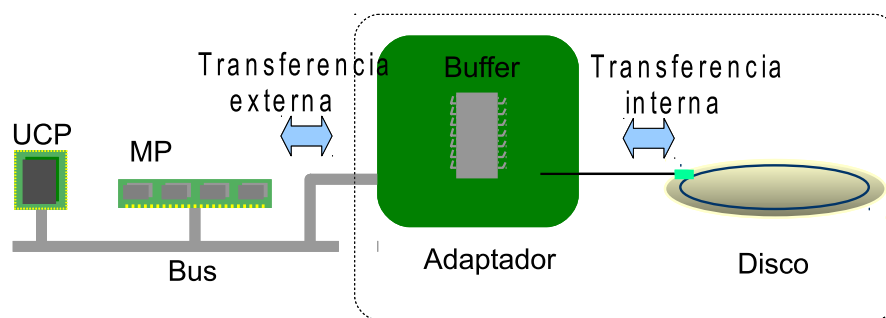 Transferencia
externa
Buffer
Transferencia
interna
UCP
MP
Bus
Adaptador
Disco